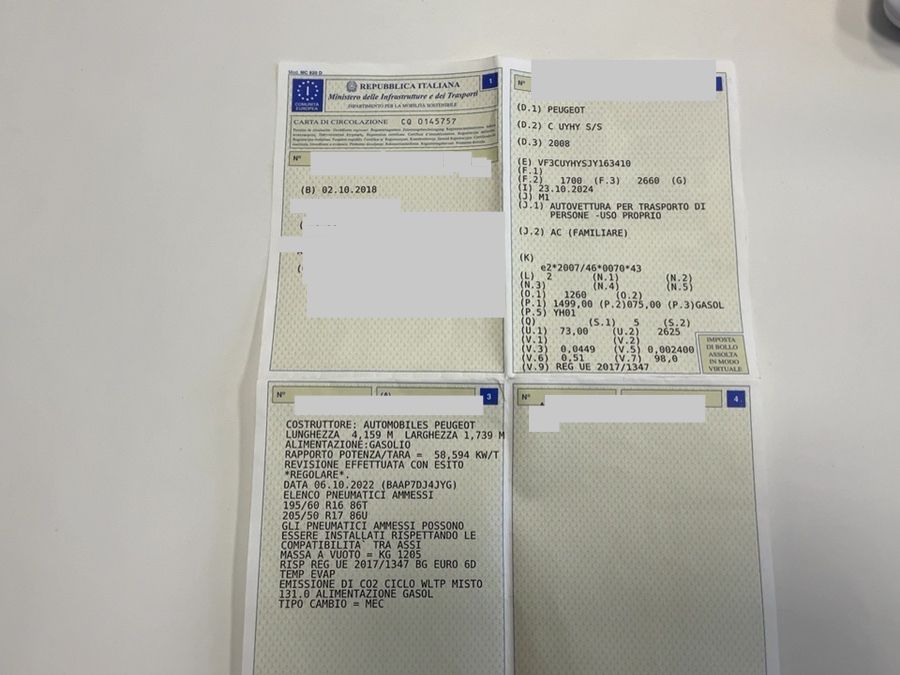 Mod. MC 820 D
REPUBBLICA ITALIANA
1
Ministero delle Infrastrutture e dei Trasporti
DIPARTIMENTO PER LA MOBILITÀ SOSTENIBILE
COMUNITÀ
EUROPEA
CARTA DI CIRCOLAZIONE CQ 0145757
N°
(B) 02.10.2018
N°
(D.1) PEUGEOT
(D.2) C UYHY S/S
(D.3) 2008
(E) VF3CUYHYSJY163410
(F.1)
(F.2) 1700 (F.3) 2660 (G)
(I) 23.10.2024
(J) M1
(J.1) AUTOVETTURA PER TRASPORTO DI
PERSONE -USO PROPRIO
(J.2) AC (FAMILIARE)
(K)
e2*2007/46*0070*43
(L) 2 (N.1) (N.2)
(N.3) (N.4) (N.5)
(O.1) 1260 (O.2)
(P.1) 1499,00 (P.2)075,00 (P.3)GASOL
(P.5) YH01
(Q) (S.1) 5 (S.2)
(U.1) 73,00 (U.2) 2625
(V.1) (V.2)
(V.3) 0,0449 (V.5) 0,002400
(V.6) 0,51 (V.7) 98,0
(V.9) REG UE 2017/1347
IMPOSTA
DI BOLLO
ASSOLTA
IN MODO
VIRTUALE
N° (A) 3
COSTRUTTORE: AUTOMOBILES PEUGEOT
LUNGHEZZA 4,159 M LARGHEZZA 1,739 M
ALIMENTAZIONE:GASOLIO
RAPPORTO POTENZA/TARA = 58,594 KW/T
REVISIONE EFFETTUATA CON ESITO
*REGOLARE*.
DATA 06.10.2022 (BAAP7DJ4JYG)
ELENCO PNEUMATICI AMMESSI
195/60 R16 86T
205/50 R17 86U
GLI PNEUMATICI AMMESSI POSSONO
ESSERE INSTALLATI RISPETTANDO LE
COMPATIBILITA` TRA ASSI
MASSA A VUOTO = KG 1205
RISP REG UE 2017/1347 BG EURO 6D
TEMP EVAP
EMISSIONE DI CO2 CICLO WLTP MISTO
131.0 ALIMENTAZIONE GASOL
TIPO CAMBIO = MEC
N° 4